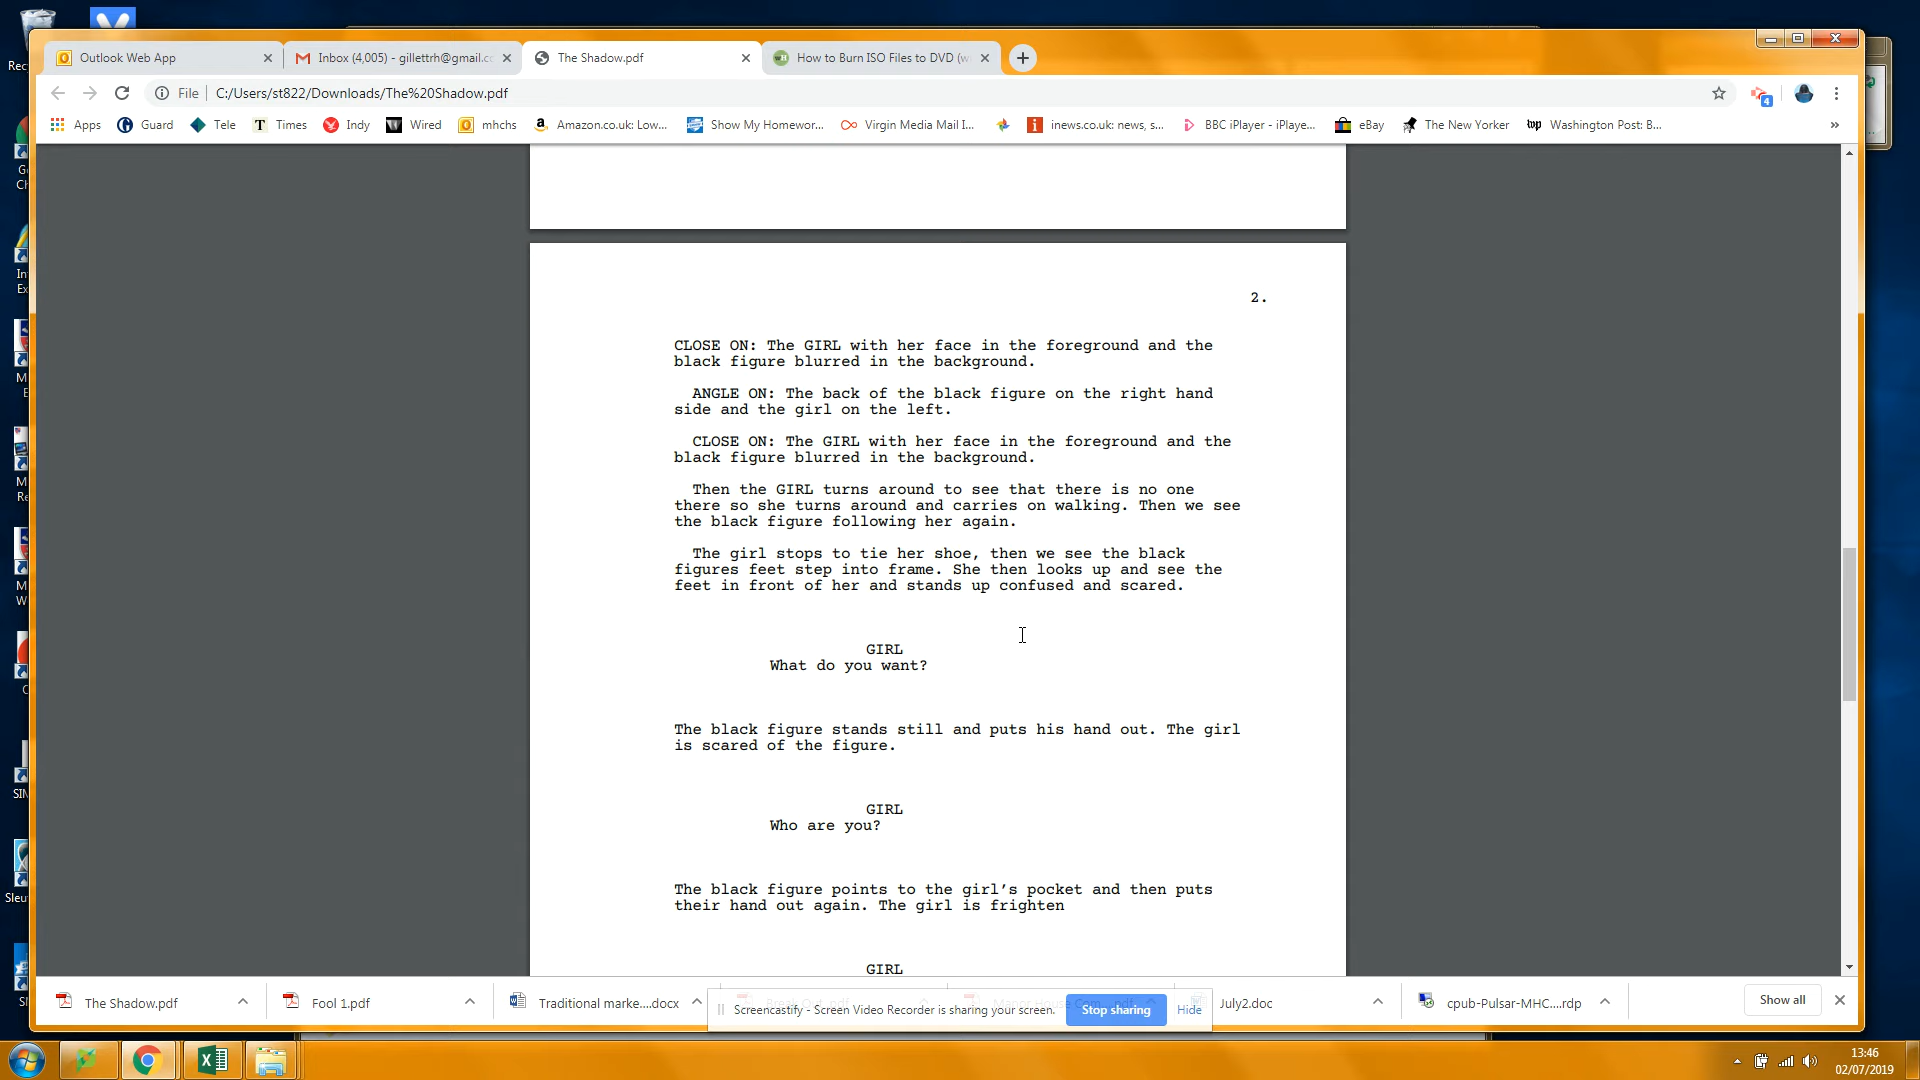 Outlook Web App
Inbox (4,005) - gillettrh@gmail.c
The Shadow.pdf
How to Burn ISO Files to DVD (w
File
C:/Users/st822/Downloads/The%20Shadow.pdf
4
Apps
Guard
Tele
Times
Indy
Wired
mhchs
Amazon.co.uk: Low...
Show My Homewor...
Virgin Media Mail I...
inews.co.uk: news, s...
BBC iPlayer - iPlaye...
eBay
The New Yorker
Washington Post: B...
»
2.
CLOSE ON: The GIRL with her face in the foreground and the
black figure blurred in the background.
ANGLE ON: The back of the black figure on the right hand
side and the girl on the left.
CLOSE ON: The GIRL with her face in the foreground and the
black figure blurred in the background.
Then the GIRL turns around to see that there is no one
there so she turns around and carries on walking. Then we see
the black figure following her again.
The girl stops to tie her shoe, then we see the black
figures feet step into frame. She then looks up and see the
feet in front of her and stands up confused and scared.
GIRL
What do you want?
The black figure stands still and puts his hand out. The girl
is scared of the figure.
GIRL
Who are you?
The black figure points to the girl's pocket and then puts
their hand out again. The girl is frighten
GIRL
The Shadow.pdf
Fool 1.pdf
Traditional marke....docx
July2.doc
cpub-Pulsar-MHC....rdp
Show all
Screencastify - Screen Video Recorder is sharing your screen.
Stop sharing
Hide
13:46
02/07/2019